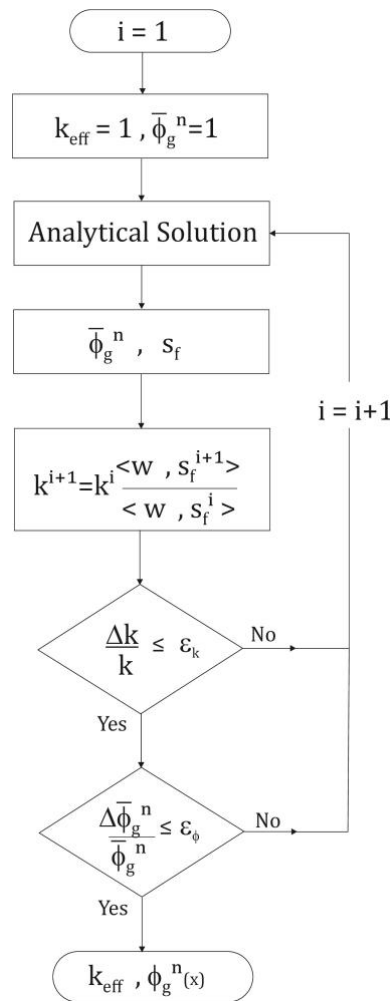 i = 1
k_eff = 1 , ϕ̅_g^n=1
Analytical Solution
ϕ̅_g^n , s_f
i = i+1
k^{i+1}=k^i <w , s_f^{i+1}> / < w , s_f^i >
Δk/k ≤ ε_k
No
Yes
Δϕ̅_g^n/ϕ̅_g^n ≤ ε_ϕ
No
Yes
k_eff , ϕ_g^n(x)